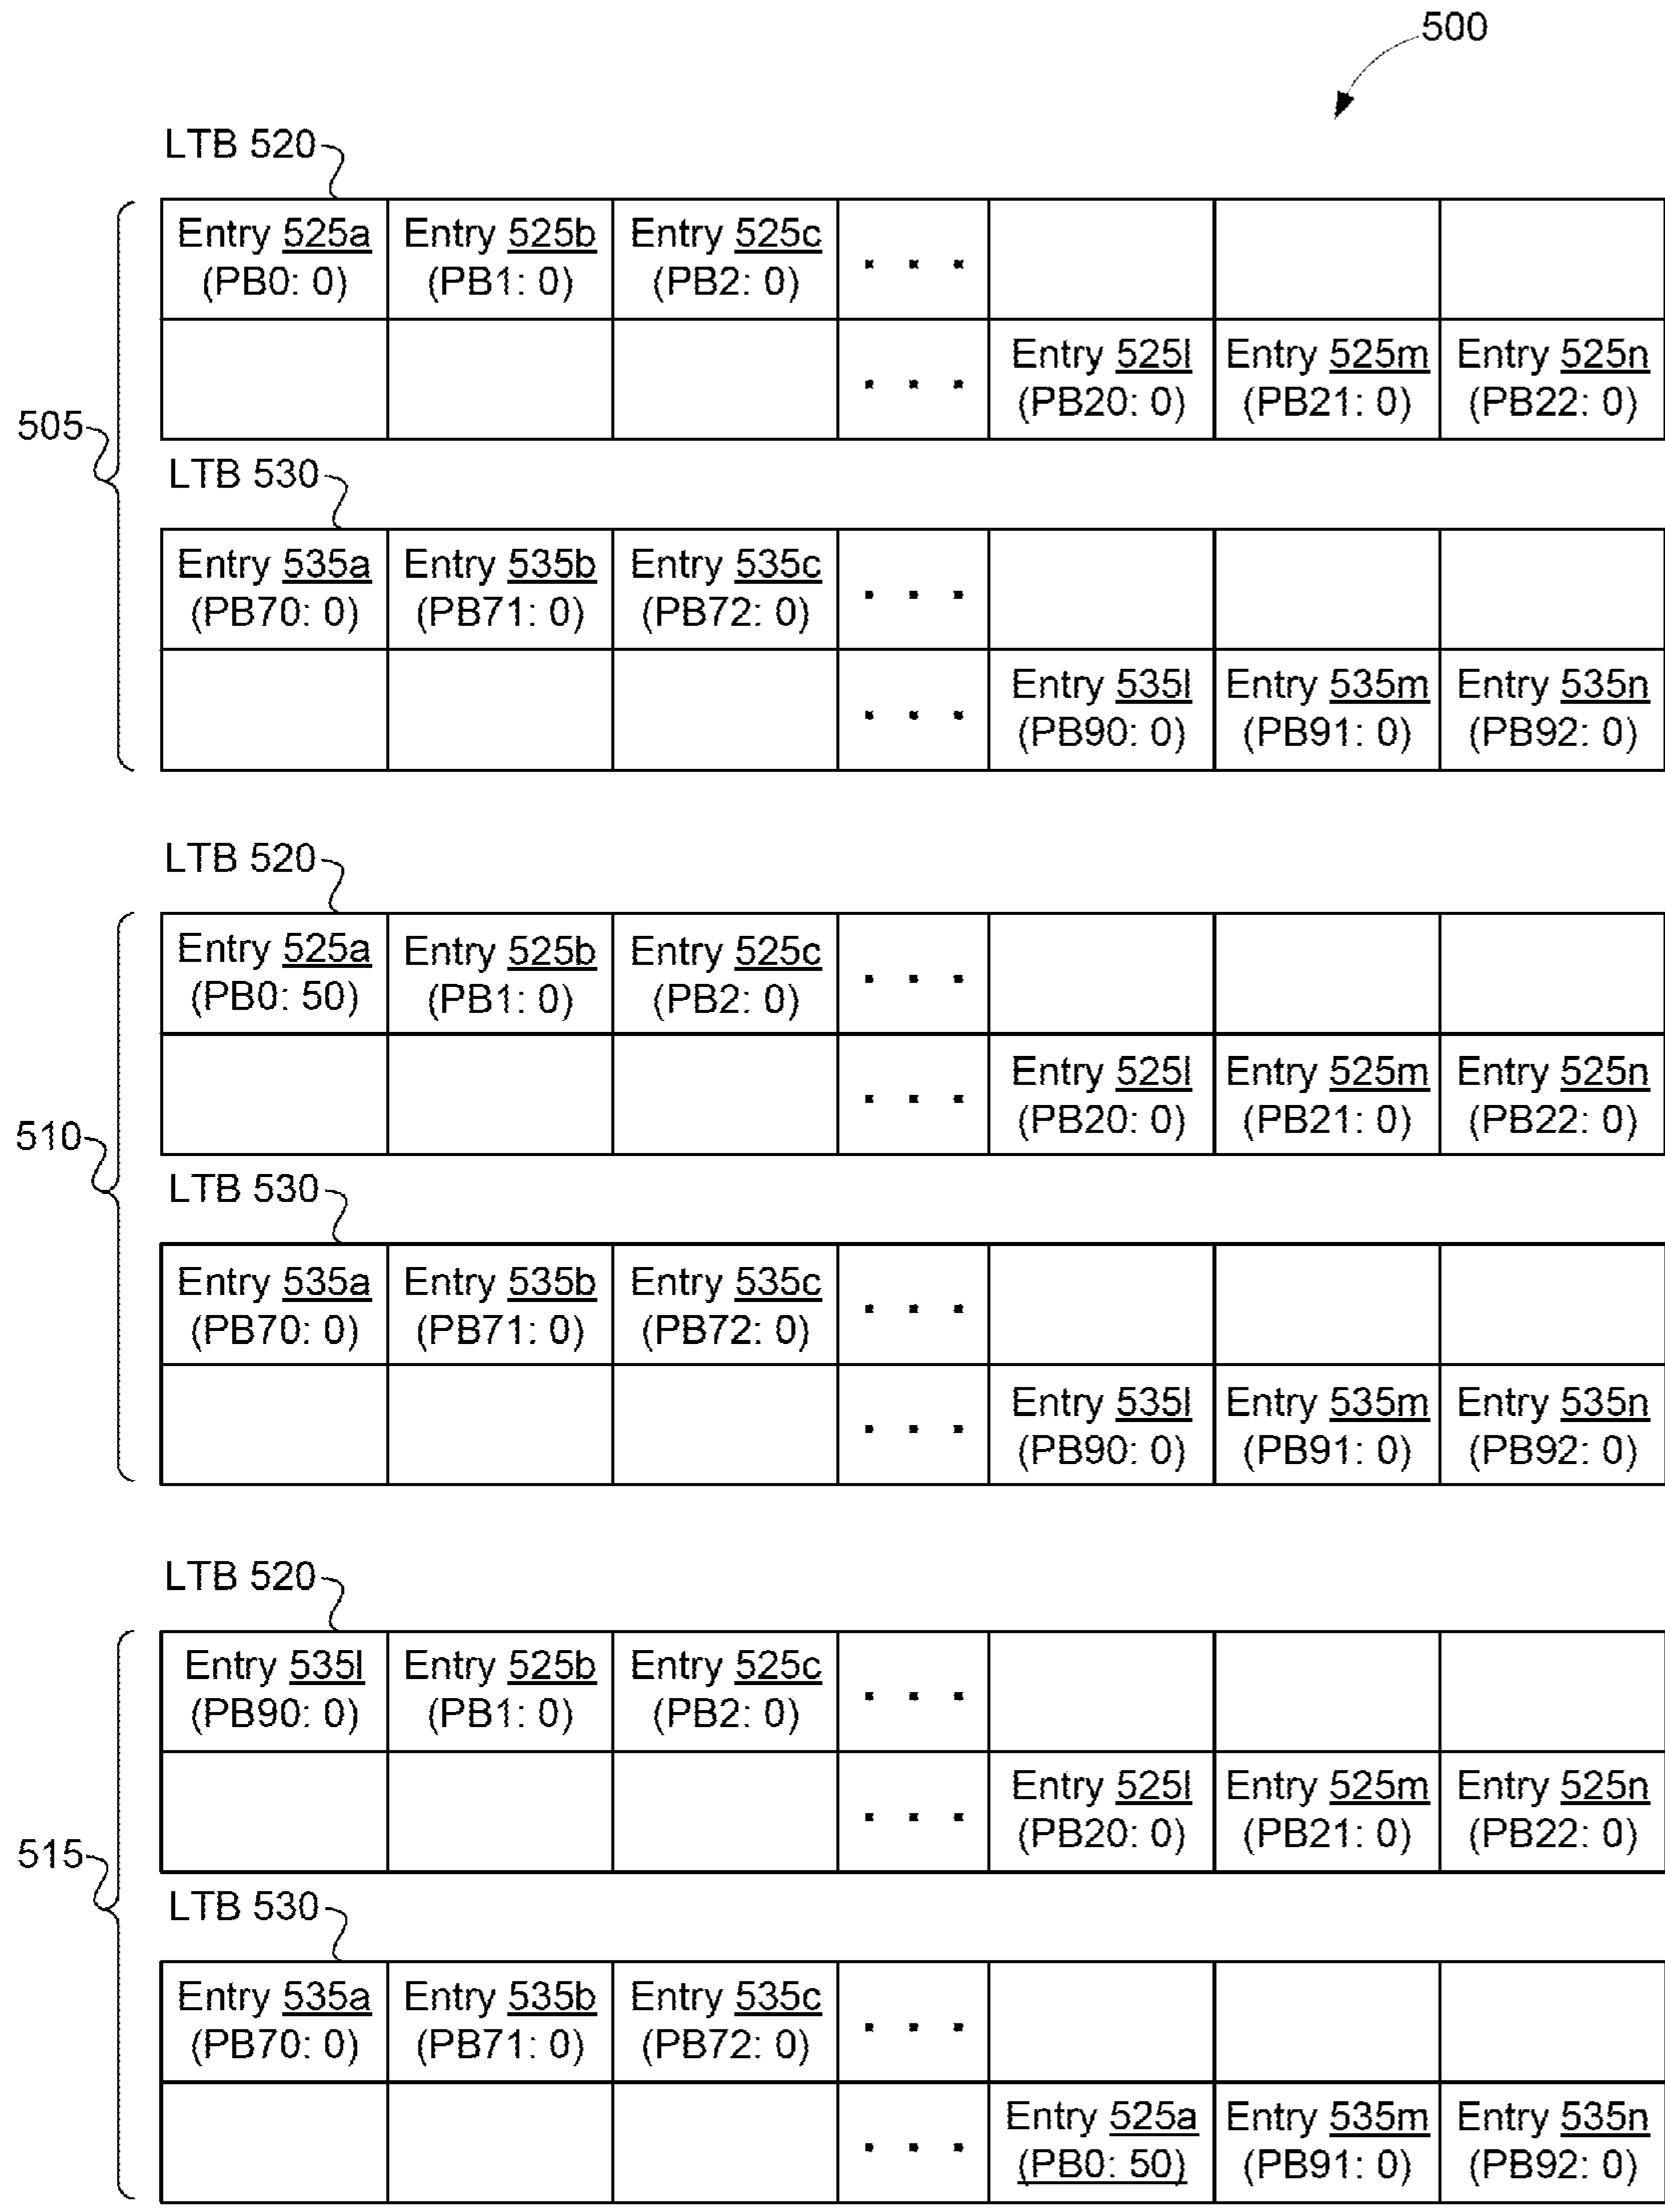 500
LTB 520
Entry 525a Entry 525b Entry 525c
(PB0: 0) (PB1: 0) (PB2: 0) . . .
Entry 525l Entry 525m Entry 525n
. . . (PB20: 0) (PB21: 0) (PB22: 0)
505
LTB 530
Entry 535a Entry 535b Entry 535c
(PB70: 0) (PB71: 0) (PB72: 0) . . .
Entry 535l Entry 535m Entry 535n
. . . (PB90: 0) (PB91: 0) (PB92: 0)
LTB 520
Entry 525a Entry 525b Entry 525c
(PB0: 50) (PB1: 0) (PB2: 0) . . .
Entry 525l Entry 525m Entry 525n
. . . (PB20: 0) (PB21: 0) (PB22: 0)
510
LTB 530
Entry 535a Entry 535b Entry 535c
(PB70: 0) (PB71: 0) (PB72: 0) . . .
Entry 535l Entry 535m Entry 535n
. . . (PB90: 0) (PB91: 0) (PB92: 0)
LTB 520
Entry 535l Entry 525b Entry 525c
(PB90: 0) (PB1: 0) (PB2: 0) . . .
Entry 525l Entry 525m Entry 525n
. . . (PB20: 0) (PB21: 0) (PB22: 0)
515
LTB 530
Entry 535a Entry 535b Entry 535c
(PB70: 0) (PB71: 0) (PB72: 0) . . .
Entry 525a Entry 535m Entry 535n
. . . (PB0: 50) (PB91: 0) (PB92: 0)